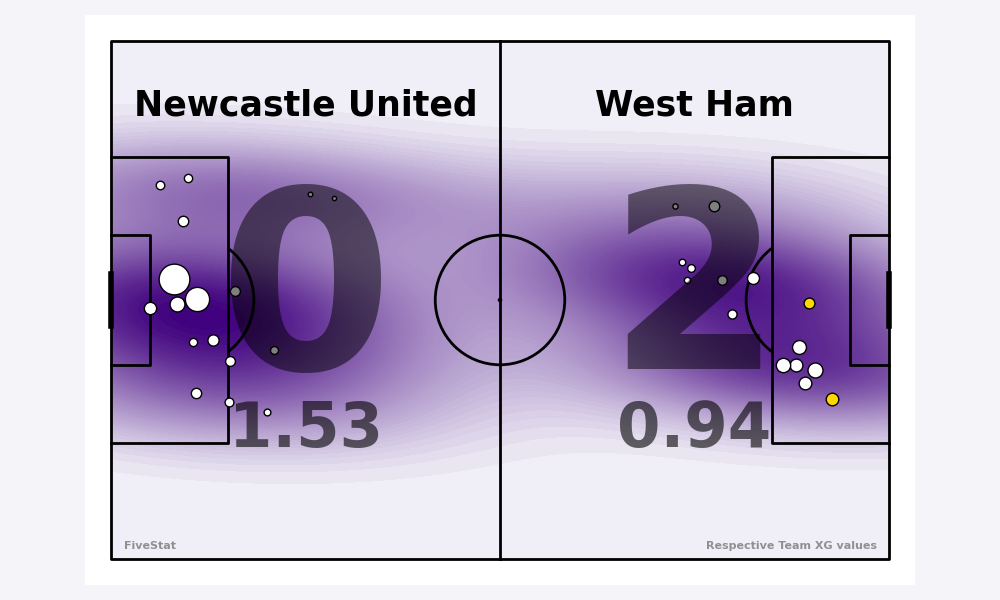 Newcastle United
West Ham
0
2
1.53
0.94
FiveStat
Respective Team XG values